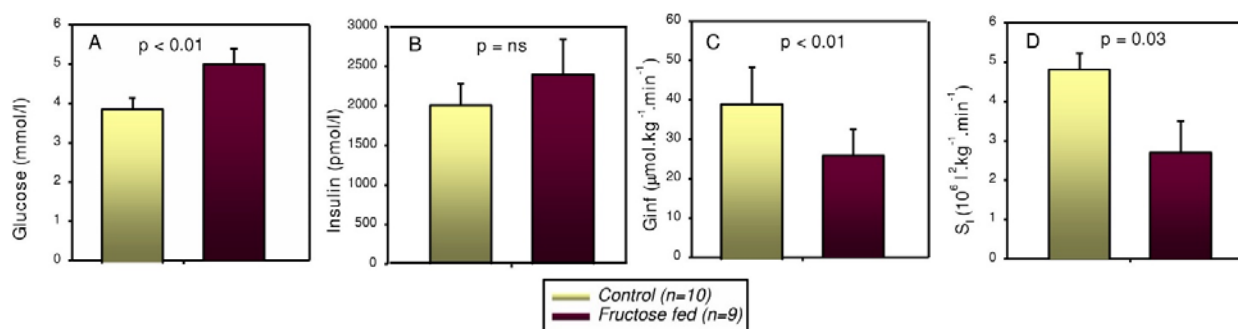 A
p < 0.01
Glucose (mmol/l)
6
5
4
3
2
1
0
B
p = ns
Insulin (pmol/l)
3000
2500
2000
1500
1000
500
0
C
p < 0.01
Ginf (μmol.kg⁻¹.min⁻¹)
60
50
40
30
20
10
0
D
p = 0.03
S_I (10⁶ l².kg⁻¹.min⁻¹)
6
5
4
3
2
1
0
Control (n=10)
Fructose fed (n=9)